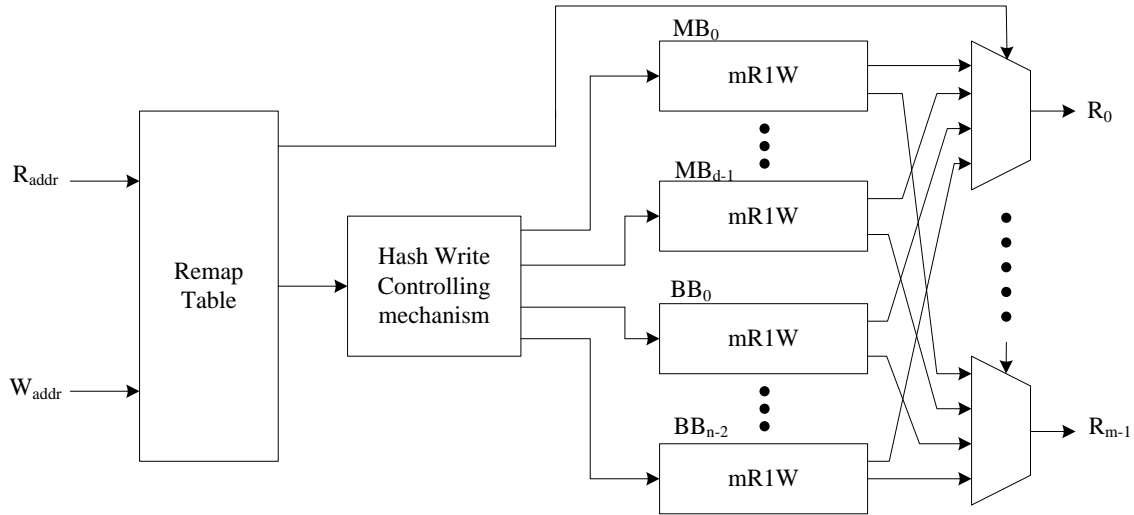 MB0
mR1W
R0
Raddr
MBd-1
mR1W
Remap
Table
Hash Write
Controlling
mechanism
BB0
mR1W
Waddr
BBn-2
mR1W
Rm-1